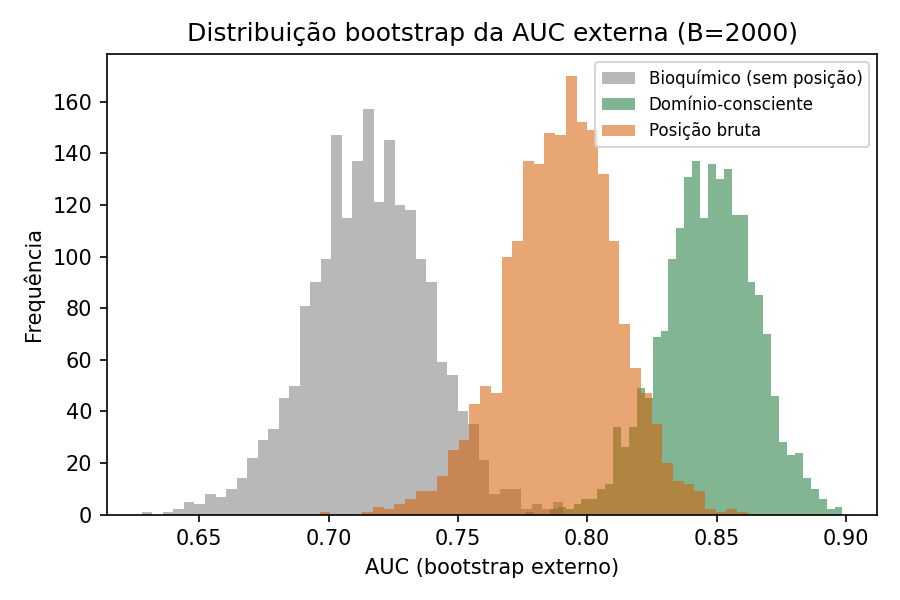 Distribuição bootstrap da AUC externa (B=2000)
Bioquímico (sem posição)
Domínio-consciente
Posição bruta
Frequência
160
140
120
100
80
60
40
20
0
0.65 0.70 0.75 0.80 0.85 0.90
AUC (bootstrap externo)